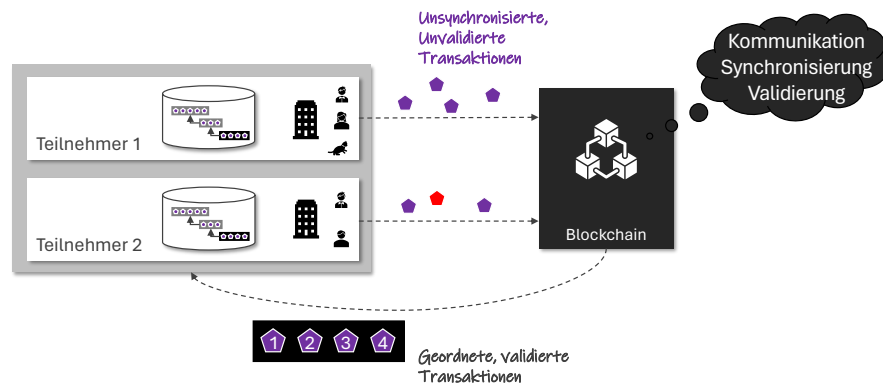 Unsynchronisierte,
Unvalidierte
Transaktionen
Kommunikation
Synchronisierung
Validierung
Teilnehmer 1
Teilnehmer 2
Blockchain
1 2 3 4
Geordnete, validierte
Transaktionen